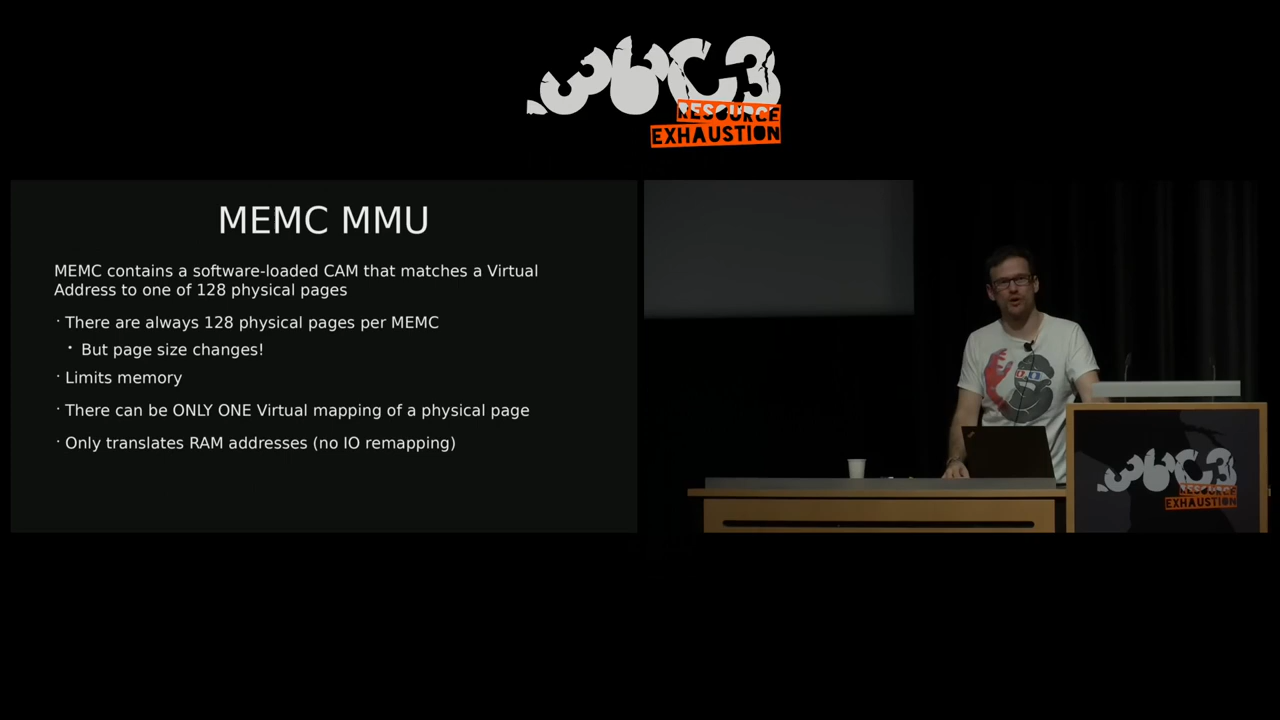 36C3
RESOURCE
EXHAUSTION
MEMC MMU
MEMC contains a software-loaded CAM that matches a Virtual
Address to one of 128 physical pages
· There are always 128 physical pages per MEMC
• But page size changes!
· Limits memory
· There can be ONLY ONE Virtual mapping of a physical page
· Only translates RAM addresses (no IO remapping)
36C3
RESOURCE
EXHAUSTION